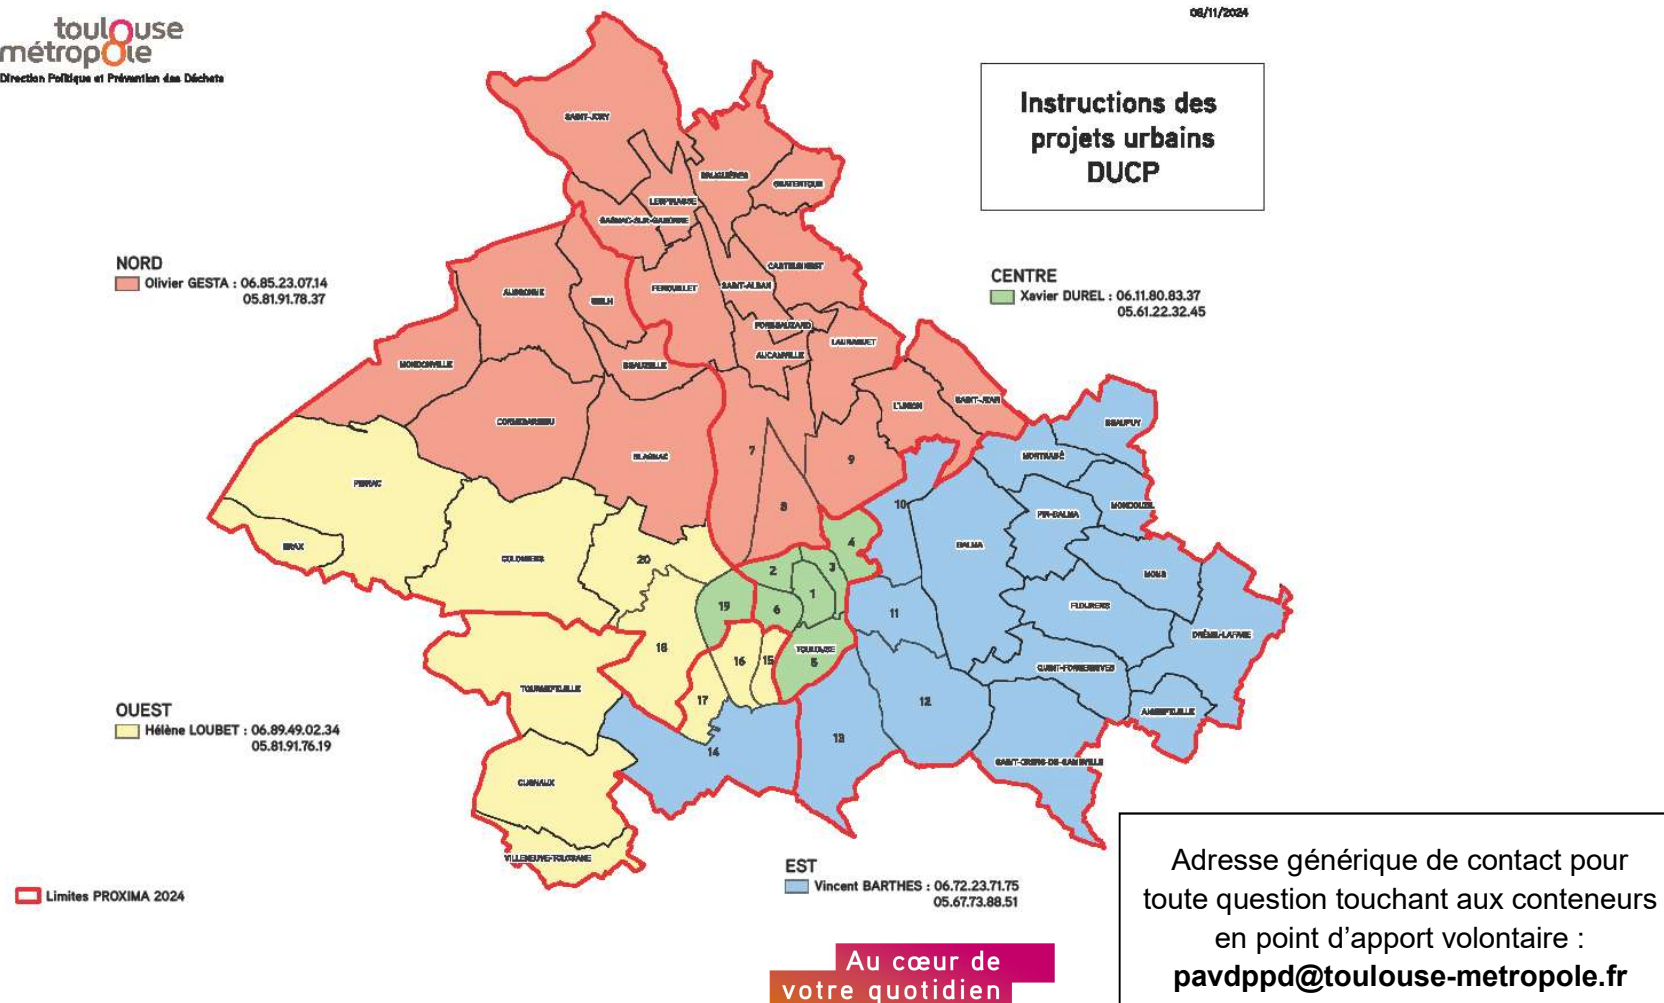 toulouse
métropole
Direction Politique et Prévention des Déchets
08/11/2024
Instructions des
projets urbains
DUCP
NORD
Olivier GESTA : 06.85.23.07.14
05.81.91.78.37
CENTRE
Xavier DUREL : 06.11.80.83.37
05.61.22.32.45
SAINT-JORY
BRUGUIÈRES
GRATENTOUR
LESPINASSE
GAGNAC-SUR-GARONNE
CASTELGINEST
AUSSONNE
SEILH
FENOUILLET
SAINT-ALBAN
FONBEAUZARD
LAUNAGUET
AUCAMVILLE
MONDONVILLE
BEAUZELLE
L'UNION
SAINT-JEAN
CORNEBARRIEU
BEAUPUY
BLAGNAC
7
9
MONTRABÉ
PIBRAC
8
10
MONDOUZIL
PIN-BALMA
BRAX
COLOMIERS
20
4
BALMA
2
3
MONS
1
19
6
11
FLOURENS
DRÉMIL-LAFAGE
18
16
15
TOULOUSE
5
QUINT-FONSEGRIVES
TOURNEFEUILLE
17
12
AIGREFEUILLE
OUEST
Hélène LOUBET : 06.89.49.02.34
05.81.91.76.19
14
13
SAINT-ORENS-DE-GAMEVILLE
CUGNAUX
VILLENEUVE-TOLOSANE
EST
Vincent BARTHES : 06.72.23.71.75
05.67.73.88.51
Limites PROXIMA 2024
Adresse générique de contact pour
toute question touchant aux conteneurs
en point d’apport volontaire :
pavdppd@toulouse-metropole.fr
Au cœur de
votre quotidien